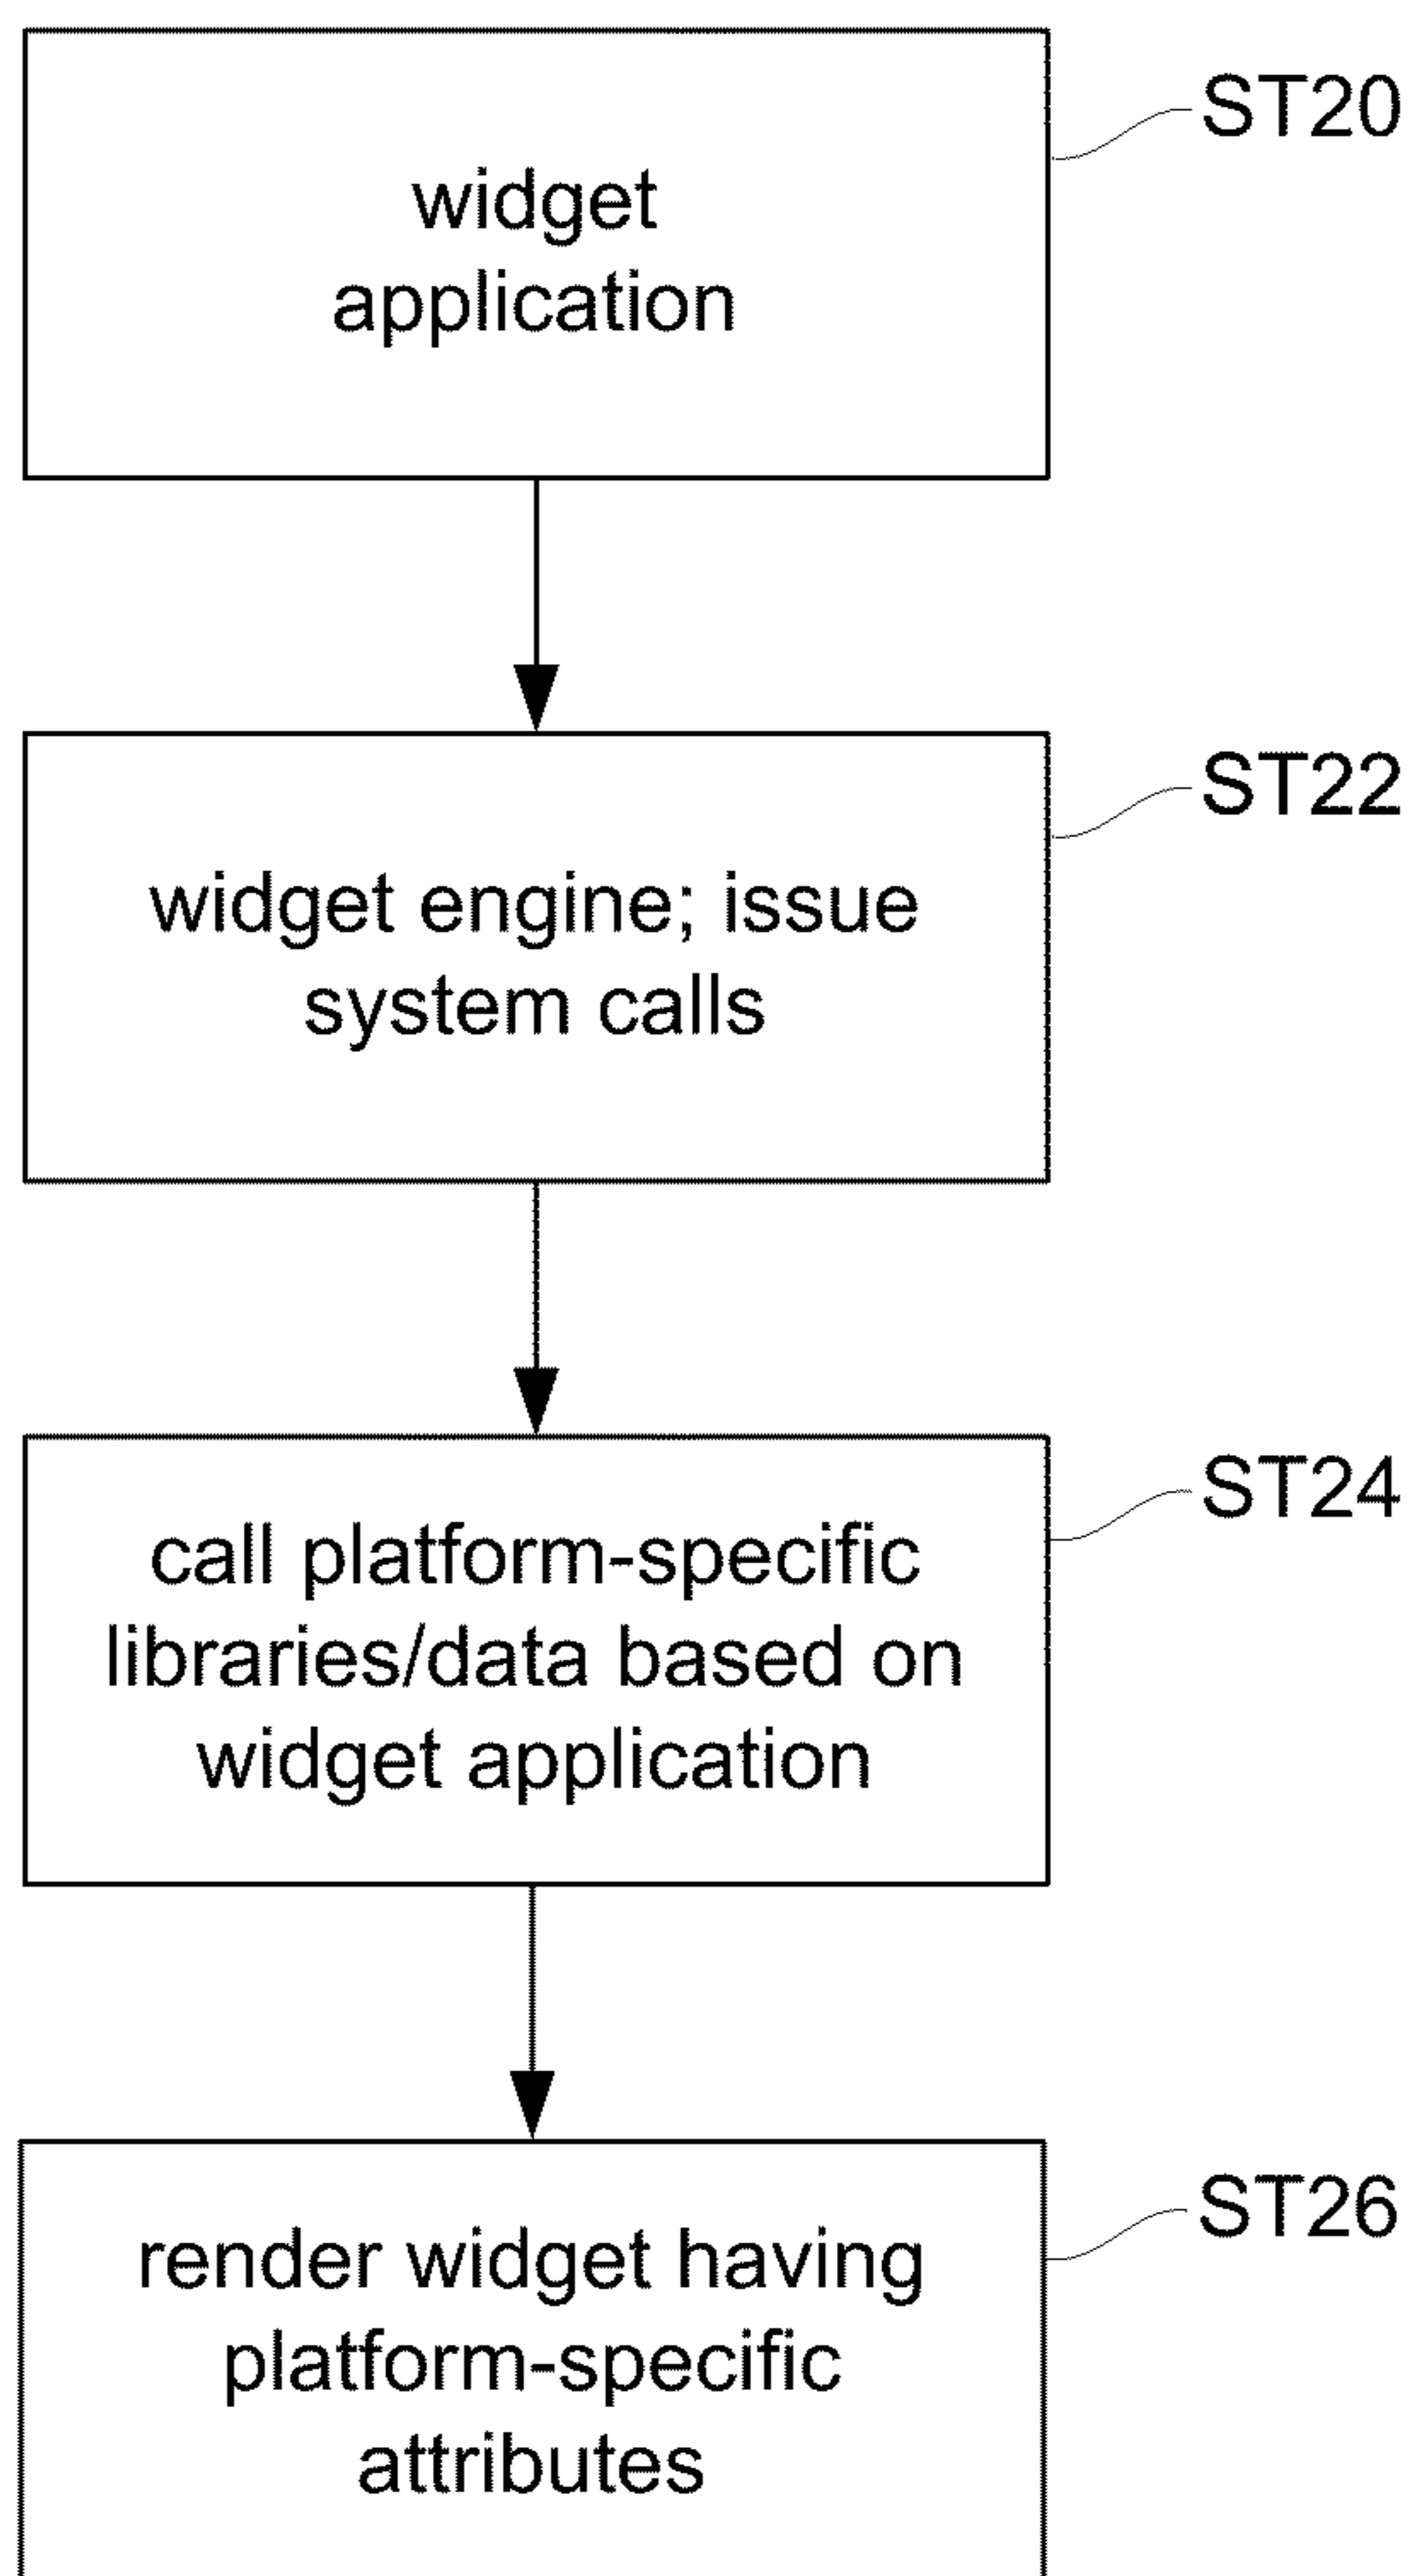 ST20
widget
application
ST22
widget engine; issue
system calls
ST24
call platform-specific
libraries/data based on
widget application
ST26
render widget having
platform-specific
attributes